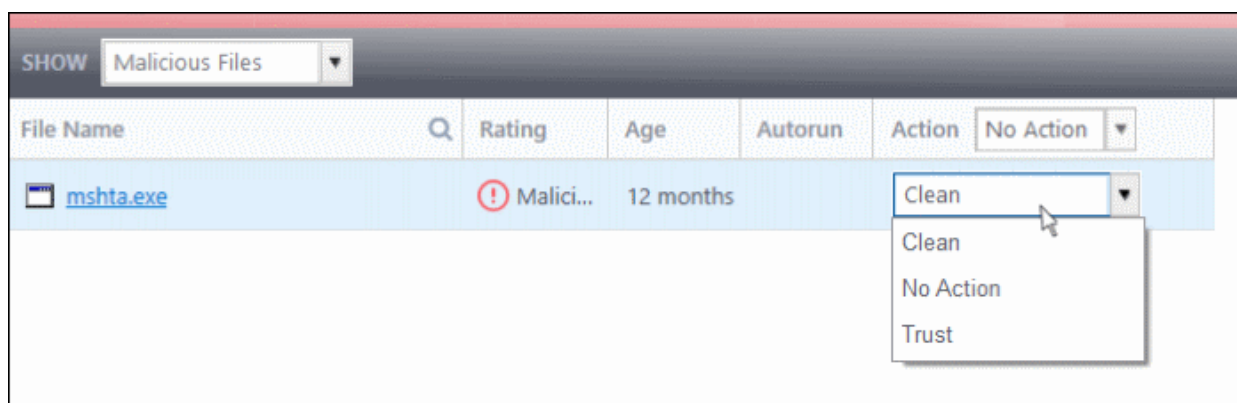 SHOW Malicious Files
File Name Rating Age Autorun Action No Action
mshta.exe Malici... 12 months Clean
Clean
No Action
Trust